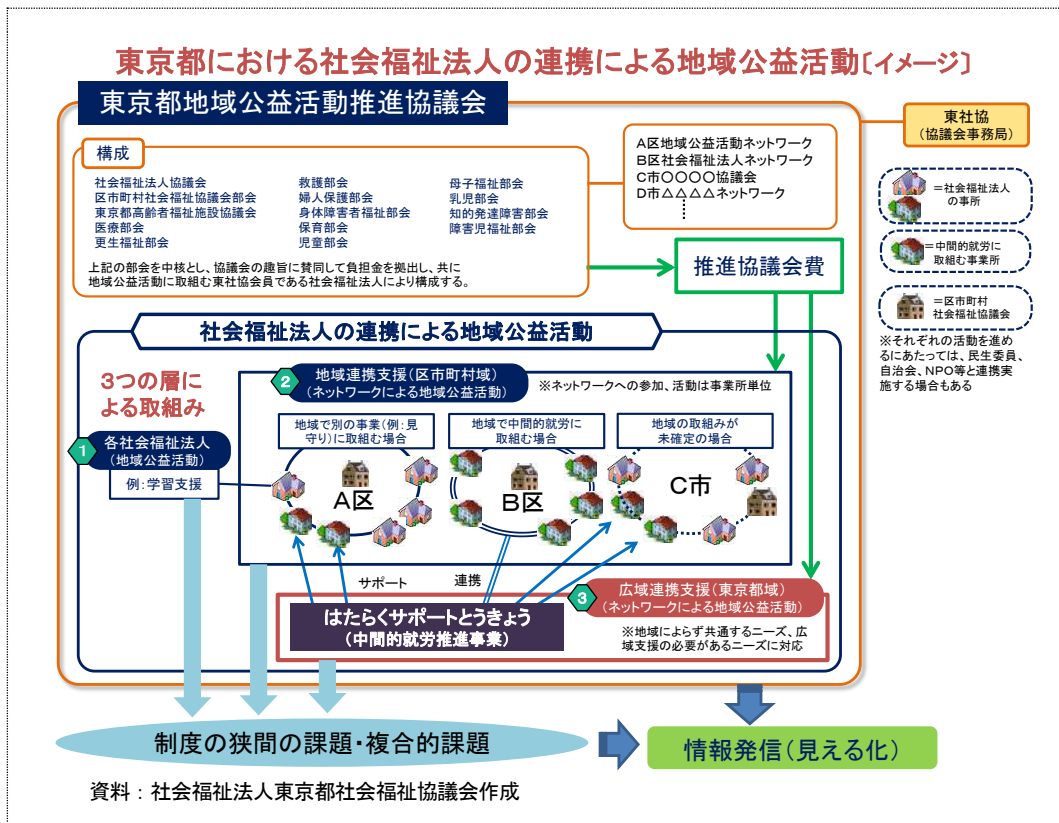 東京都における社会福祉法人の連携による地域公益活動〔イメージ〕
東京都地域公益活動推進協議会
東社協
（協議会事務局）
構成
社会福祉法人協議会
区市町村社会福祉協議会部会
東京都高齢者福祉施設協議会
医療部会
更生福祉部会
救護部会
婦人保護部会
身体障害者福祉部会
保育部会
児童部会
母子福祉部会
乳児部会
知的発達障害部会
障害児福祉部会
上記の部会を中核とし、協議会の趣旨に賛同して負担金を拠出し、共に
地域公益活動に取組む東社協会員である社会福祉法人により構成する。
A区地域公益活動ネットワーク
B区社会福祉法人ネットワーク
C市〇〇〇〇協議会
D市△△△△ネットワーク
⋮
推進協議会費
＝社会福祉法人
の事所
＝中間的就労に
取組む事業所
＝区市町村
社会福祉協議会
※それぞれの活動を進め
るにあたっては、民生委員、
自治会、NPO等と連携実
施する場合もある
社会福祉法人の連携による地域公益活動
3つの層に
よる取組み
1
各社会福祉法人
（地域公益活動）
例：学習支援
2
地域連携支援（区市町村域）
（ネットワークによる地域公益活動）
※ネットワークへの参加、活動は事業所単位
地域で別の事業（例：見
守り）に取組む場合
地域で中間的就労に
取組む場合
地域の取組みが
未確定の場合
A区
B区
C市
サポート
連携
3
広域連携支援（東京都域）
（ネットワークによる地域公益活動）
はたらくサポートとうきょう
（中間的就労推進事業）
※地域によらず共通するニーズ、広
域支援の必要があるニーズに対応
制度の狭間の課題・複合的課題
情報発信（見える化）
資料：社会福祉法人東京都社会福祉協議会作成